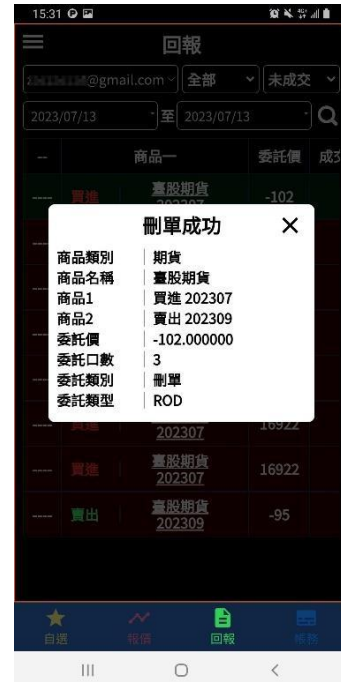 15:31
回報
@gmail.com 全部 未成交
2023/07/13 至 2023/07/13
-- 商品一 委託價 成交
---- 買進 臺股期貨 202307 -102
刪單成功 ×
商品類別 期貨
商品名稱 臺股期貨
商品1 買進 202307
商品2 賣出 202309
委託價 -102.000000
委託口數 3
委託類別 刪單
委託類型 ROD
---- 買進 202307 16922
---- 買進 臺股期貨 202307 16922
---- 賣出 臺股期貨 202309 -95
自選 報價 回報 帳務